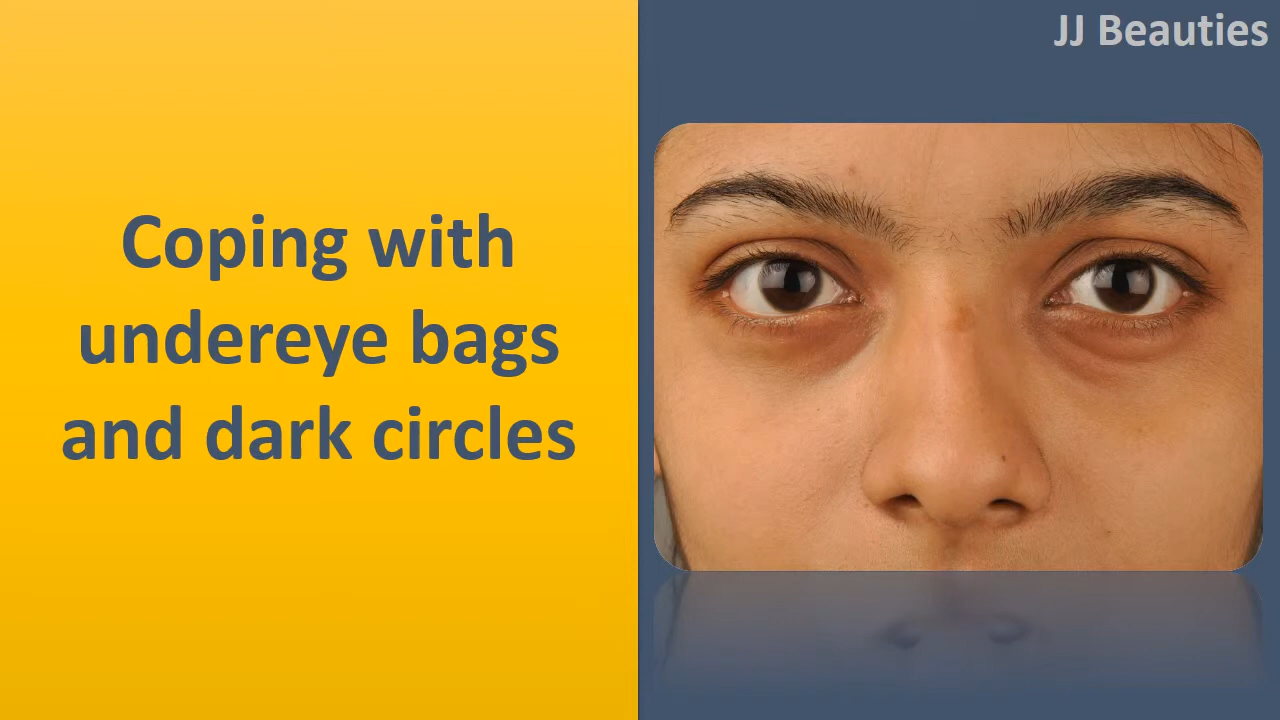 JJ Beauties
Coping with
undereye bags
and dark circles